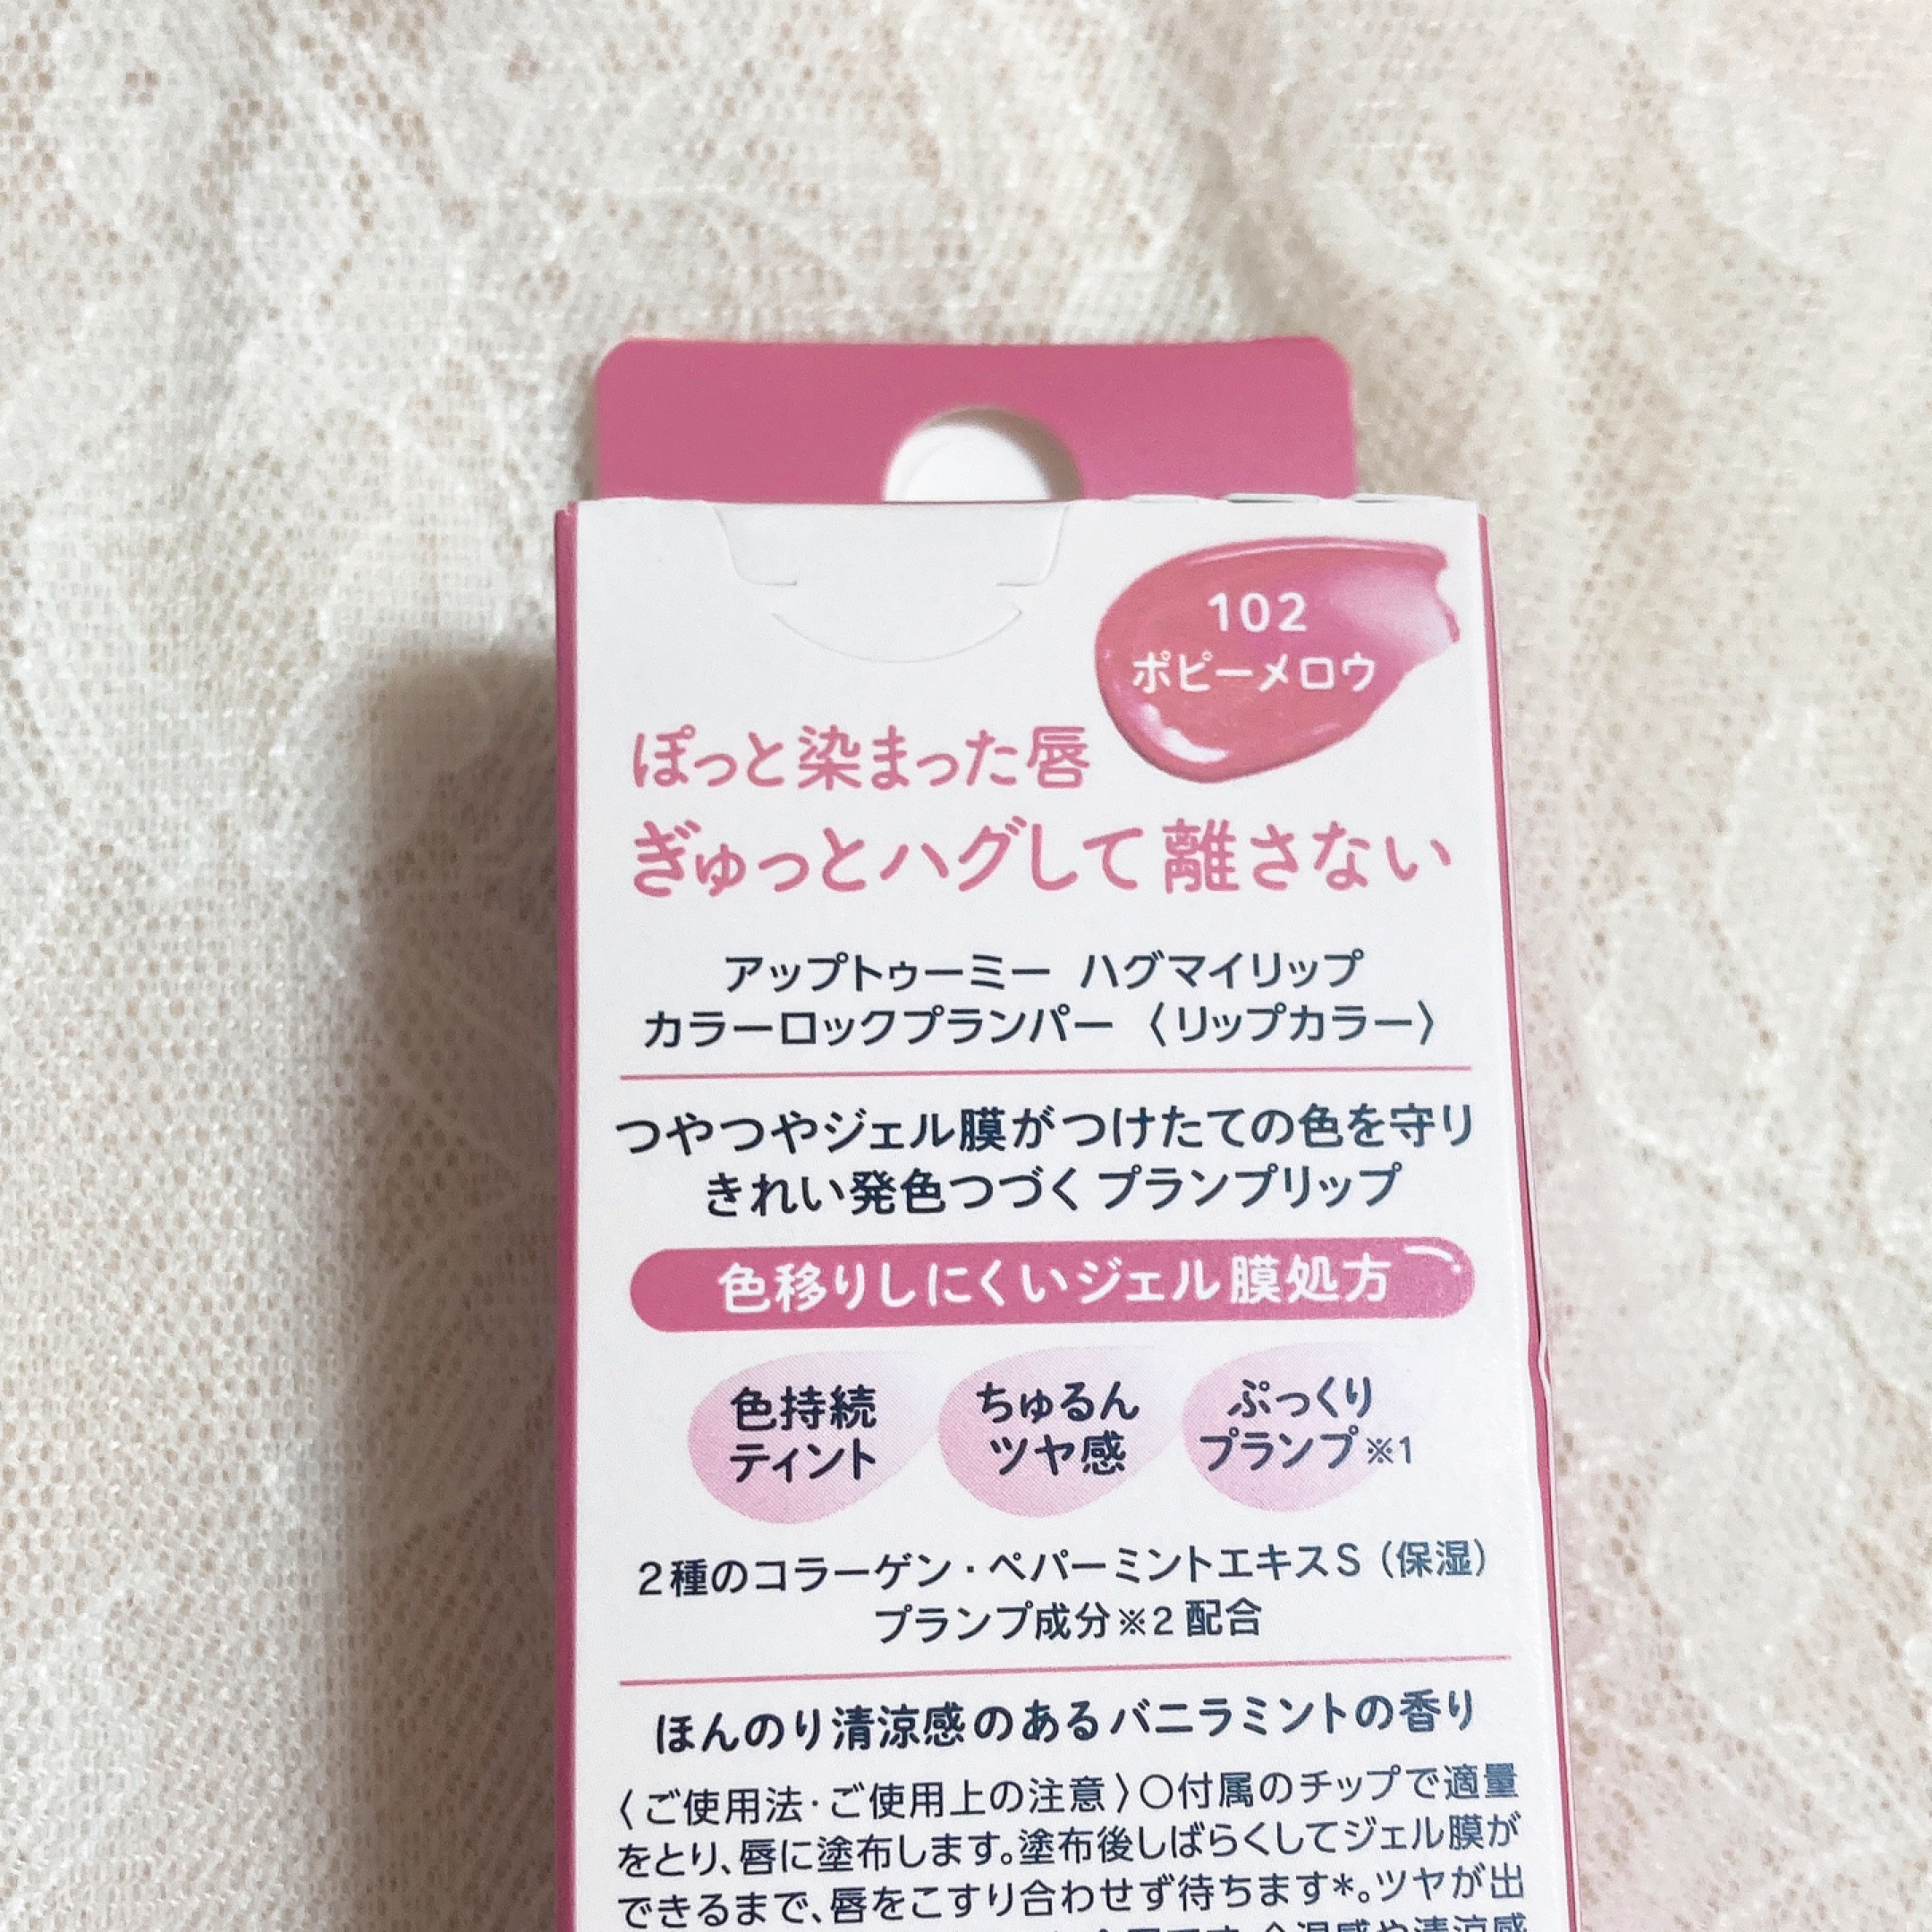 102
ポピーメロウ
ぽっと染まった唇
ぎゅっとハグして離さない
アップトゥーミー ハグマイリップ
カラーロックプランパー〈リップカラー〉
つやつやジェル膜がつけたての色を守り
きれい発色つづくプランプリップ
色移りしにくいジェル膜処方
色持続
ティント
ちゅるん
ツヤ感
ぷっくり
プランプ※1
2種のコラーゲン・ペパーミントエキスS（保湿）
プランプ成分※2 配合
ほんのり清涼感のあるバニラミントの香り
〈ご使用法・ご使用上の注意〉○付属のチップで適量
をとり、唇に塗布します。塗布後しばらくしてジェル膜が
できるまで、唇をこすり合わせず待ちます*。ツヤが出